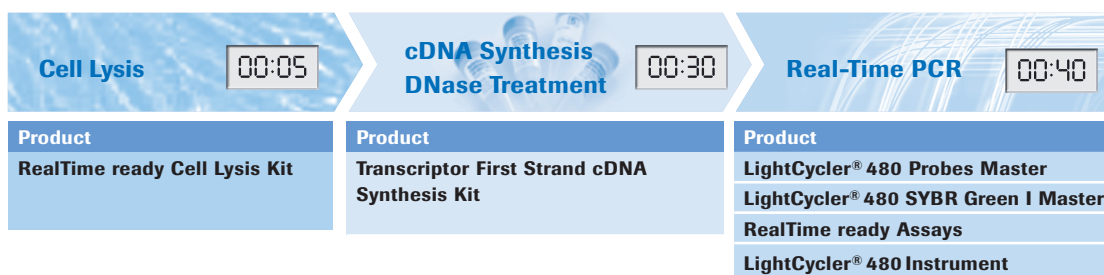 Cell Lysis
00:05
cDNA Synthesis
DNase Treatment
00:30
Real-Time PCR
00:40
Product
RealTime ready Cell Lysis Kit
Product
Transcriptor First Strand cDNA
Synthesis Kit
Product
LightCycler® 480 Probes Master
LightCycler® 480 SYBR Green I Master
RealTime ready Assays
LightCycler® 480 Instrument